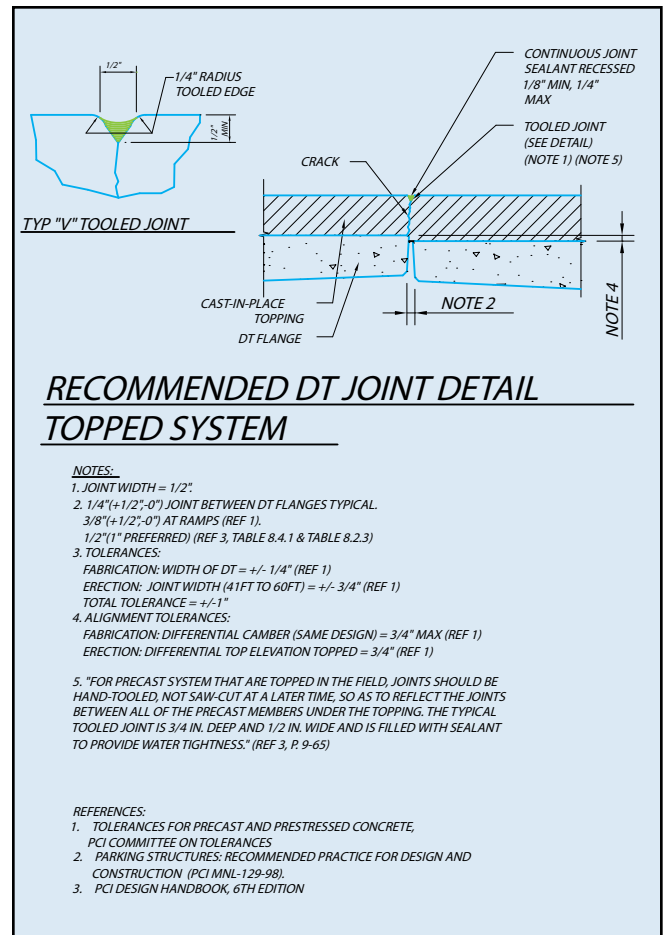 1/2"
1/4" RADIUS
TOOLED EDGE
1/2"
MIN
TYP "V" TOOLED JOINT
CONTINUOUS JOINT
SEALANT RECESSED
1/8" MIN, 1/4"
MAX
TOOLED JOINT
(SEE DETAIL)
(NOTE 1) (NOTE 5)
CRACK
CAST-IN-PLACE
TOPPING
DT FLANGE
NOTE 2
NOTE 4
RECOMMENDED DT JOINT DETAIL
TOPPED SYSTEM
NOTES:
1. JOINT WIDTH = 1/2".
2. 1/4"(+1/2",-0") JOINT BETWEEN DT FLANGES TYPICAL.
3/8"(+1/2",-0") AT RAMPS (REF 1).
1/2"(1" PREFERRED) (REF 3, TABLE 8.4.1 & TABLE 8.2.3)
3. TOLERANCES:
FABRICATION: WIDTH OF DT = +/- 1/4" (REF 1)
ERECTION: JOINT WIDTH (41FT TO 60FT) = +/- 3/4" (REF 1)
TOTAL TOLERANCE = +/-1"
4. ALIGNMENT TOLERANCES:
FABRICATION: DIFFERENTIAL CAMBER (SAME DESIGN) = 3/4" MAX (REF 1)
ERECTION: DIFFERENTIAL TOP ELEVATION TOPPED = 3/4" (REF 1)
5. "FOR PRECAST SYSTEM THAT ARE TOPPED IN THE FIELD, JOINTS SHOULD BE
HAND-TOOLED, NOT SAW-CUT AT A LATER TIME, SO AS TO REFLECT THE JOINTS
BETWEEN ALL OF THE PRECAST MEMBERS UNDER THE TOPPING. THE TYPICAL
TOOLED JOINT IS 3/4 IN. DEEP AND 1/2 IN. WIDE AND IS FILLED WITH SEALANT
TO PROVIDE WATER TIGHTNESS." (REF 3, P. 9-65)
REFERENCES:
1. TOLERANCES FOR PRECAST AND PRESTRESSED CONCRETE,
PCI COMMITTEE ON TOLERANCES
2. PARKING STRUCTURES: RECOMMENDED PRACTICE FOR DESIGN AND
CONSTRUCTION (PCI MNL-129-98).
3. PCI DESIGN HANDBOOK, 6TH EDITION